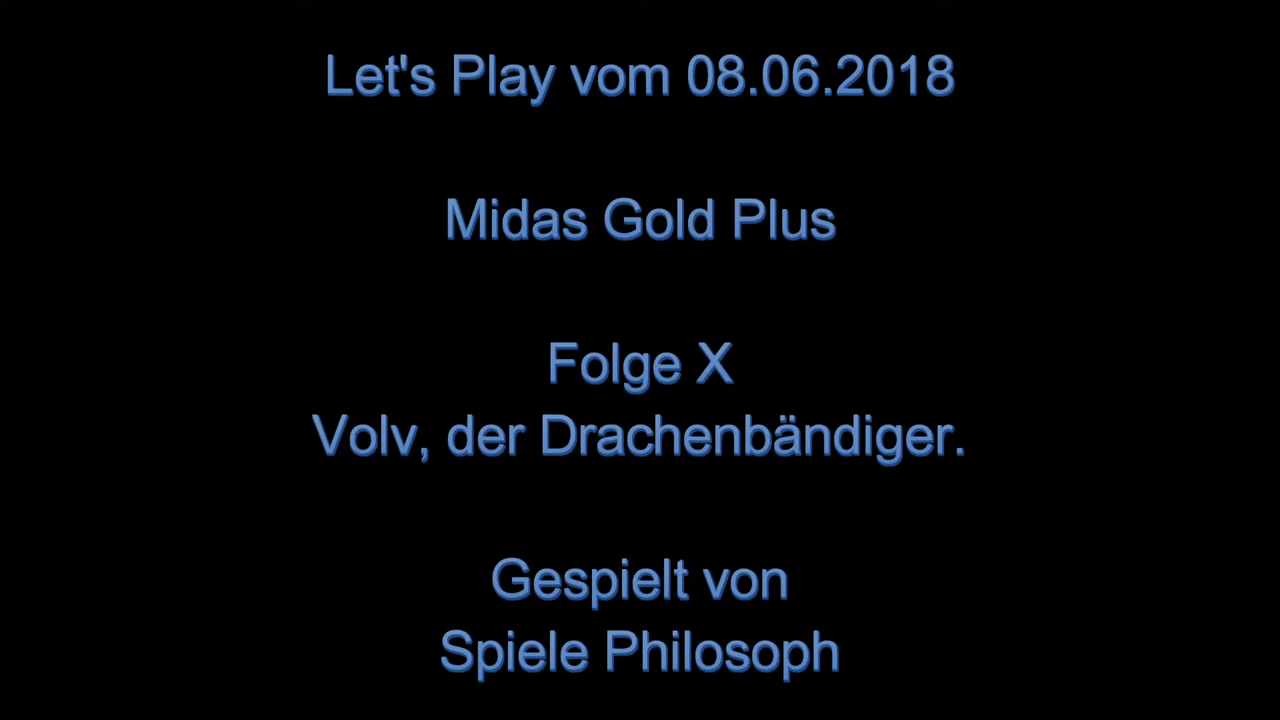 Let's Play vom 08.06.2018
Midas Gold Plus
Folge X
Volv, der Drachenbändiger.
Gespielt von
Spiele Philosoph